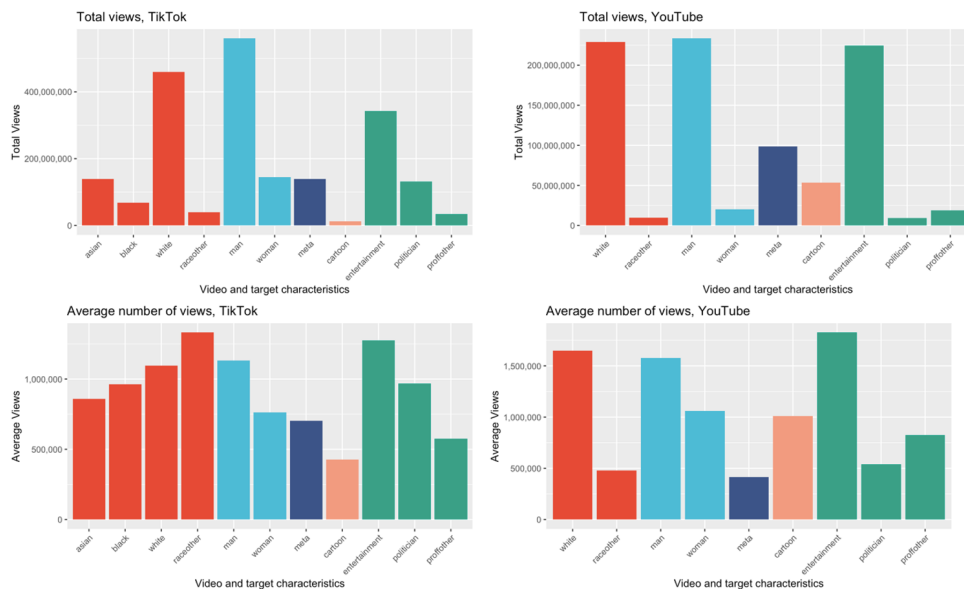 Total views, TikTok
Total Views
400,000,000
200,000,000
0
asian
black
white
raceother
man
woman
meta
cartoon
entertainment
politician
proffother
Video and target characteristics
Total views, YouTube
Total Views
200,000,000
150,000,000
100,000,000
50,000,000
0
white
raceother
man
woman
meta
cartoon
entertainment
politician
proffother
Video and target characteristics
Average number of views, TikTok
Average Views
1,000,000
500,000
0
asian
black
white
raceother
man
woman
meta
cartoon
entertainment
politician
proffother
Video and target characteristics
Average number of views, YouTube
Average Views
1,500,000
1,000,000
500,000
0
white
raceother
man
woman
meta
cartoon
entertainment
politician
proffother
Video and target characteristics